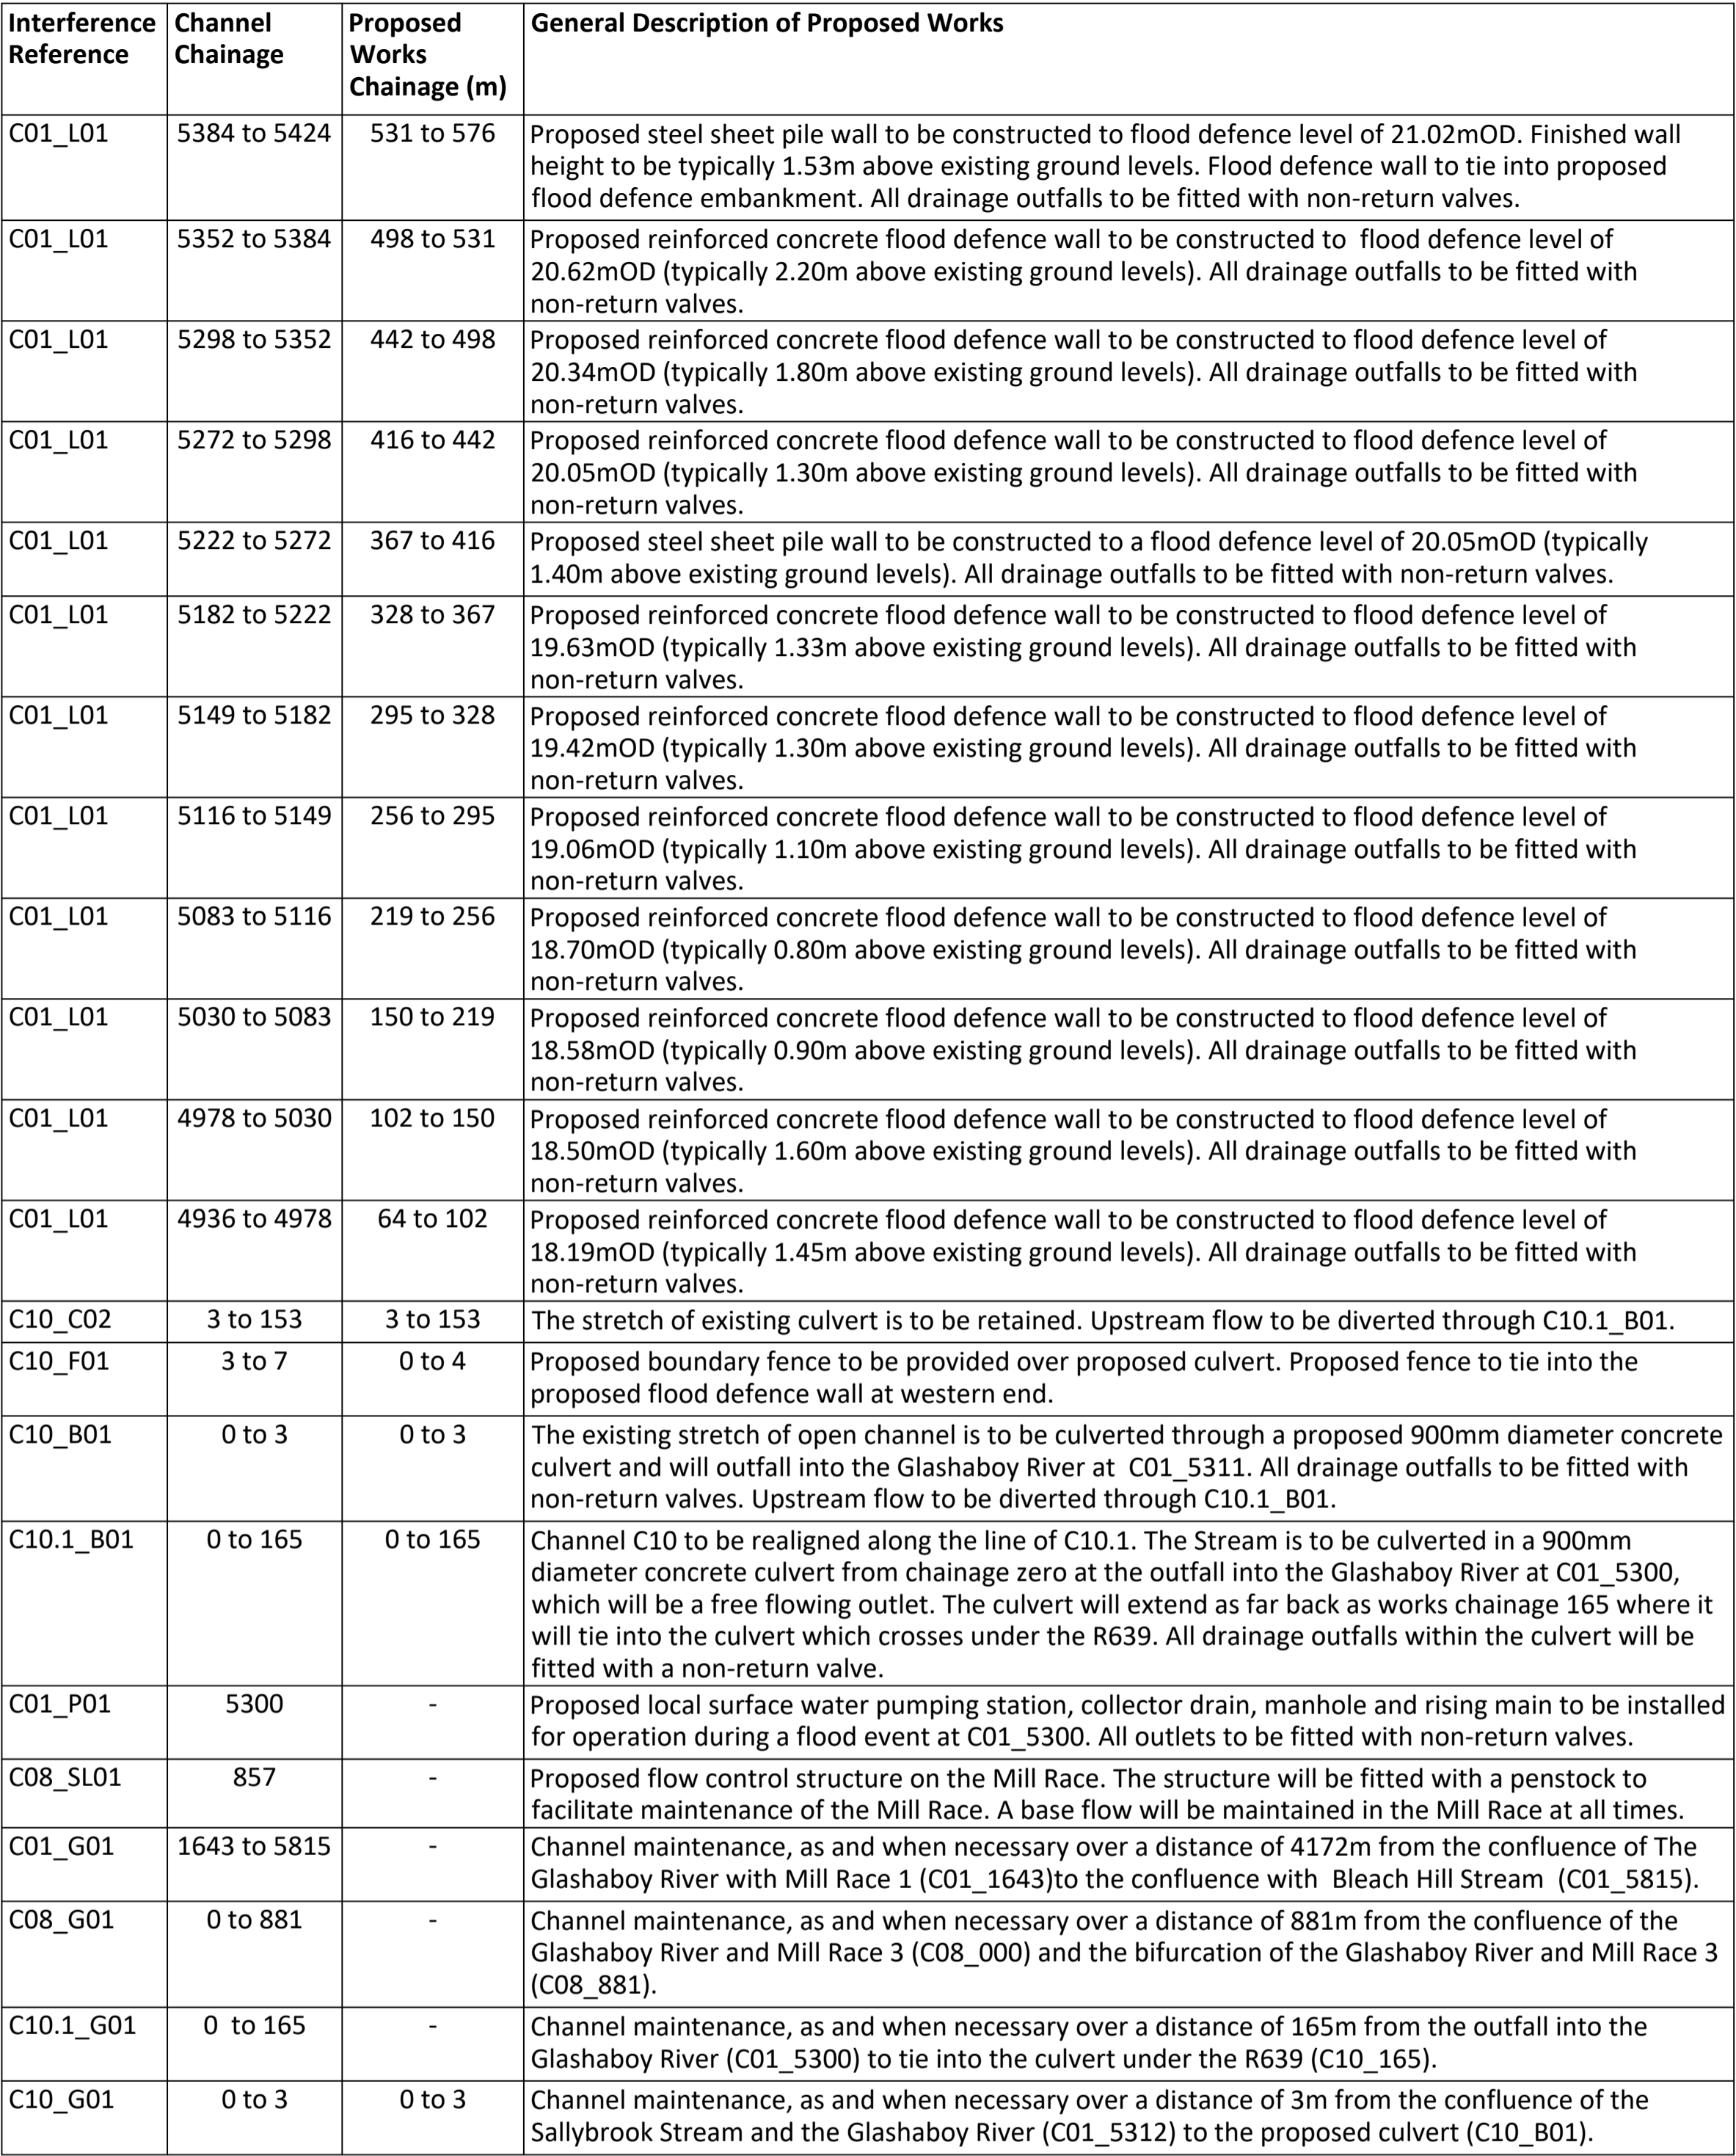 Interference Reference | Channel Chainage | Proposed Works Chainage (m) | General Description of Proposed Works
C01_L01 | 5384 to 5424 | 531 to 576 | Proposed steel sheet pile wall to be constructed to flood defence level of 21.02mOD. Finished wall
height to be typically 1.53m above existing ground levels. Flood defence wall to tie into proposed
flood defence embankment. All drainage outfalls to be fitted with non-return valves.
C01_L01 | 5352 to 5384 | 498 to 531 | Proposed reinforced concrete flood defence wall to be constructed to flood defence level of
20.62mOD (typically 2.20m above existing ground levels). All drainage outfalls to be fitted with
non-return valves.
C01_L01 | 5298 to 5352 | 442 to 498 | Proposed reinforced concrete flood defence wall to be constructed to flood defence level of
20.34mOD (typically 1.80m above existing ground levels). All drainage outfalls to be fitted with
non-return valves.
C01_L01 | 5272 to 5298 | 416 to 442 | Proposed reinforced concrete flood defence wall to be constructed to flood defence level of
20.05mOD (typically 1.30m above existing ground levels). All drainage outfalls to be fitted with
non-return valves.
C01_L01 | 5222 to 5272 | 367 to 416 | Proposed steel sheet pile wall to be constructed to a flood defence level of 20.05mOD (typically
1.40m above existing ground levels). All drainage outfalls to be fitted with non-return valves.
C01_L01 | 5182 to 5222 | 328 to 367 | Proposed reinforced concrete flood defence wall to be constructed to flood defence level of
19.63mOD (typically 1.33m above existing ground levels). All drainage outfalls to be fitted with
non-return valves.
C01_L01 | 5149 to 5182 | 295 to 328 | Proposed reinforced concrete flood defence wall to be constructed to flood defence level of
19.42mOD (typically 1.30m above existing ground levels). All drainage outfalls to be fitted with
non-return valves.
C01_L01 | 5116 to 5149 | 256 to 295 | Proposed reinforced concrete flood defence wall to be constructed to flood defence level of
19.06mOD (typically 1.10m above existing ground levels). All drainage outfalls to be fitted with
non-return valves.
C01_L01 | 5083 to 5116 | 219 to 256 | Proposed reinforced concrete flood defence wall to be constructed to flood defence level of
18.70mOD (typically 0.80m above existing ground levels). All drainage outfalls to be fitted with
non-return valves.
C01_L01 | 5030 to 5083 | 150 to 219 | Proposed reinforced concrete flood defence wall to be constructed to flood defence level of
18.58mOD (typically 0.90m above existing ground levels). All drainage outfalls to be fitted with
non-return valves.
C01_L01 | 4978 to 5030 | 102 to 150 | Proposed reinforced concrete flood defence wall to be constructed to flood defence level of
18.50mOD (typically 1.60m above existing ground levels). All drainage outfalls to be fitted with
non-return valves.
C01_L01 | 4936 to 4978 | 64 to 102 | Proposed reinforced concrete flood defence wall to be constructed to flood defence level of
18.19mOD (typically 1.45m above existing ground levels). All drainage outfalls to be fitted with
non-return valves.
C10_C02 | 3 to 153 | 3 to 153 | The stretch of existing culvert is to be retained. Upstream flow to be diverted through C10.1_B01.
C10_F01 | 3 to 7 | 0 to 4 | Proposed boundary fence to be provided over proposed culvert. Proposed fence to tie into the
proposed flood defence wall at western end.
C10_B01 | 0 to 3 | 0 to 3 | The existing stretch of open channel is to be culverted through a proposed 900mm diameter concrete
culvert and will outfall into the Glashaboy River at C01_5311. All drainage outfalls to be fitted with
non-return valves. Upstream flow to be diverted through C10.1_B01.
C10.1_B01 | 0 to 165 | 0 to 165 | Channel C10 to be realigned along the line of C10.1. The Stream is to be culverted in a 900mm
diameter concrete culvert from chainage zero at the outfall into the Glashaboy River at C01_5300,
which will be a free flowing outlet. The culvert will extend as far back as works chainage 165 where it
will tie into the culvert which crosses under the R639. All drainage outfalls within the culvert will be
fitted with a non-return valve.
C01_P01 | 5300 | - | Proposed local surface water pumping station, collector drain, manhole and rising main to be installed
for operation during a flood event at C01_5300. All outlets to be fitted with non-return valves.
C08_SL01 | 857 | - | Proposed flow control structure on the Mill Race. The structure will be fitted with a penstock to
facilitate maintenance of the Mill Race. A base flow will be maintained in the Mill Race at all times.
C01_G01 | 1643 to 5815 | - | Channel maintenance, as and when necessary over a distance of 4172m from the confluence of The
Glashaboy River with Mill Race 1 (C01_1643)to the confluence with Bleach Hill Stream (C01_5815).
C08_G01 | 0 to 881 | - | Channel maintenance, as and when necessary over a distance of 881m from the confluence of the
Glashaboy River and Mill Race 3 (C08_000) and the bifurcation of the Glashaboy River and Mill Race 3
(C08_881).
C10.1_G01 | 0 to 165 | - | Channel maintenance, as and when necessary over a distance of 165m from the outfall into the
Glashaboy River (C01_5300) to tie into the culvert under the R639 (C10_165).
C10_G01 | 0 to 3 | 0 to 3 | Channel maintenance, as and when necessary over a distance of 3m from the confluence of the
Sallybrook Stream and the Glashaboy River (C01_5312) to the proposed culvert (C10_B01).